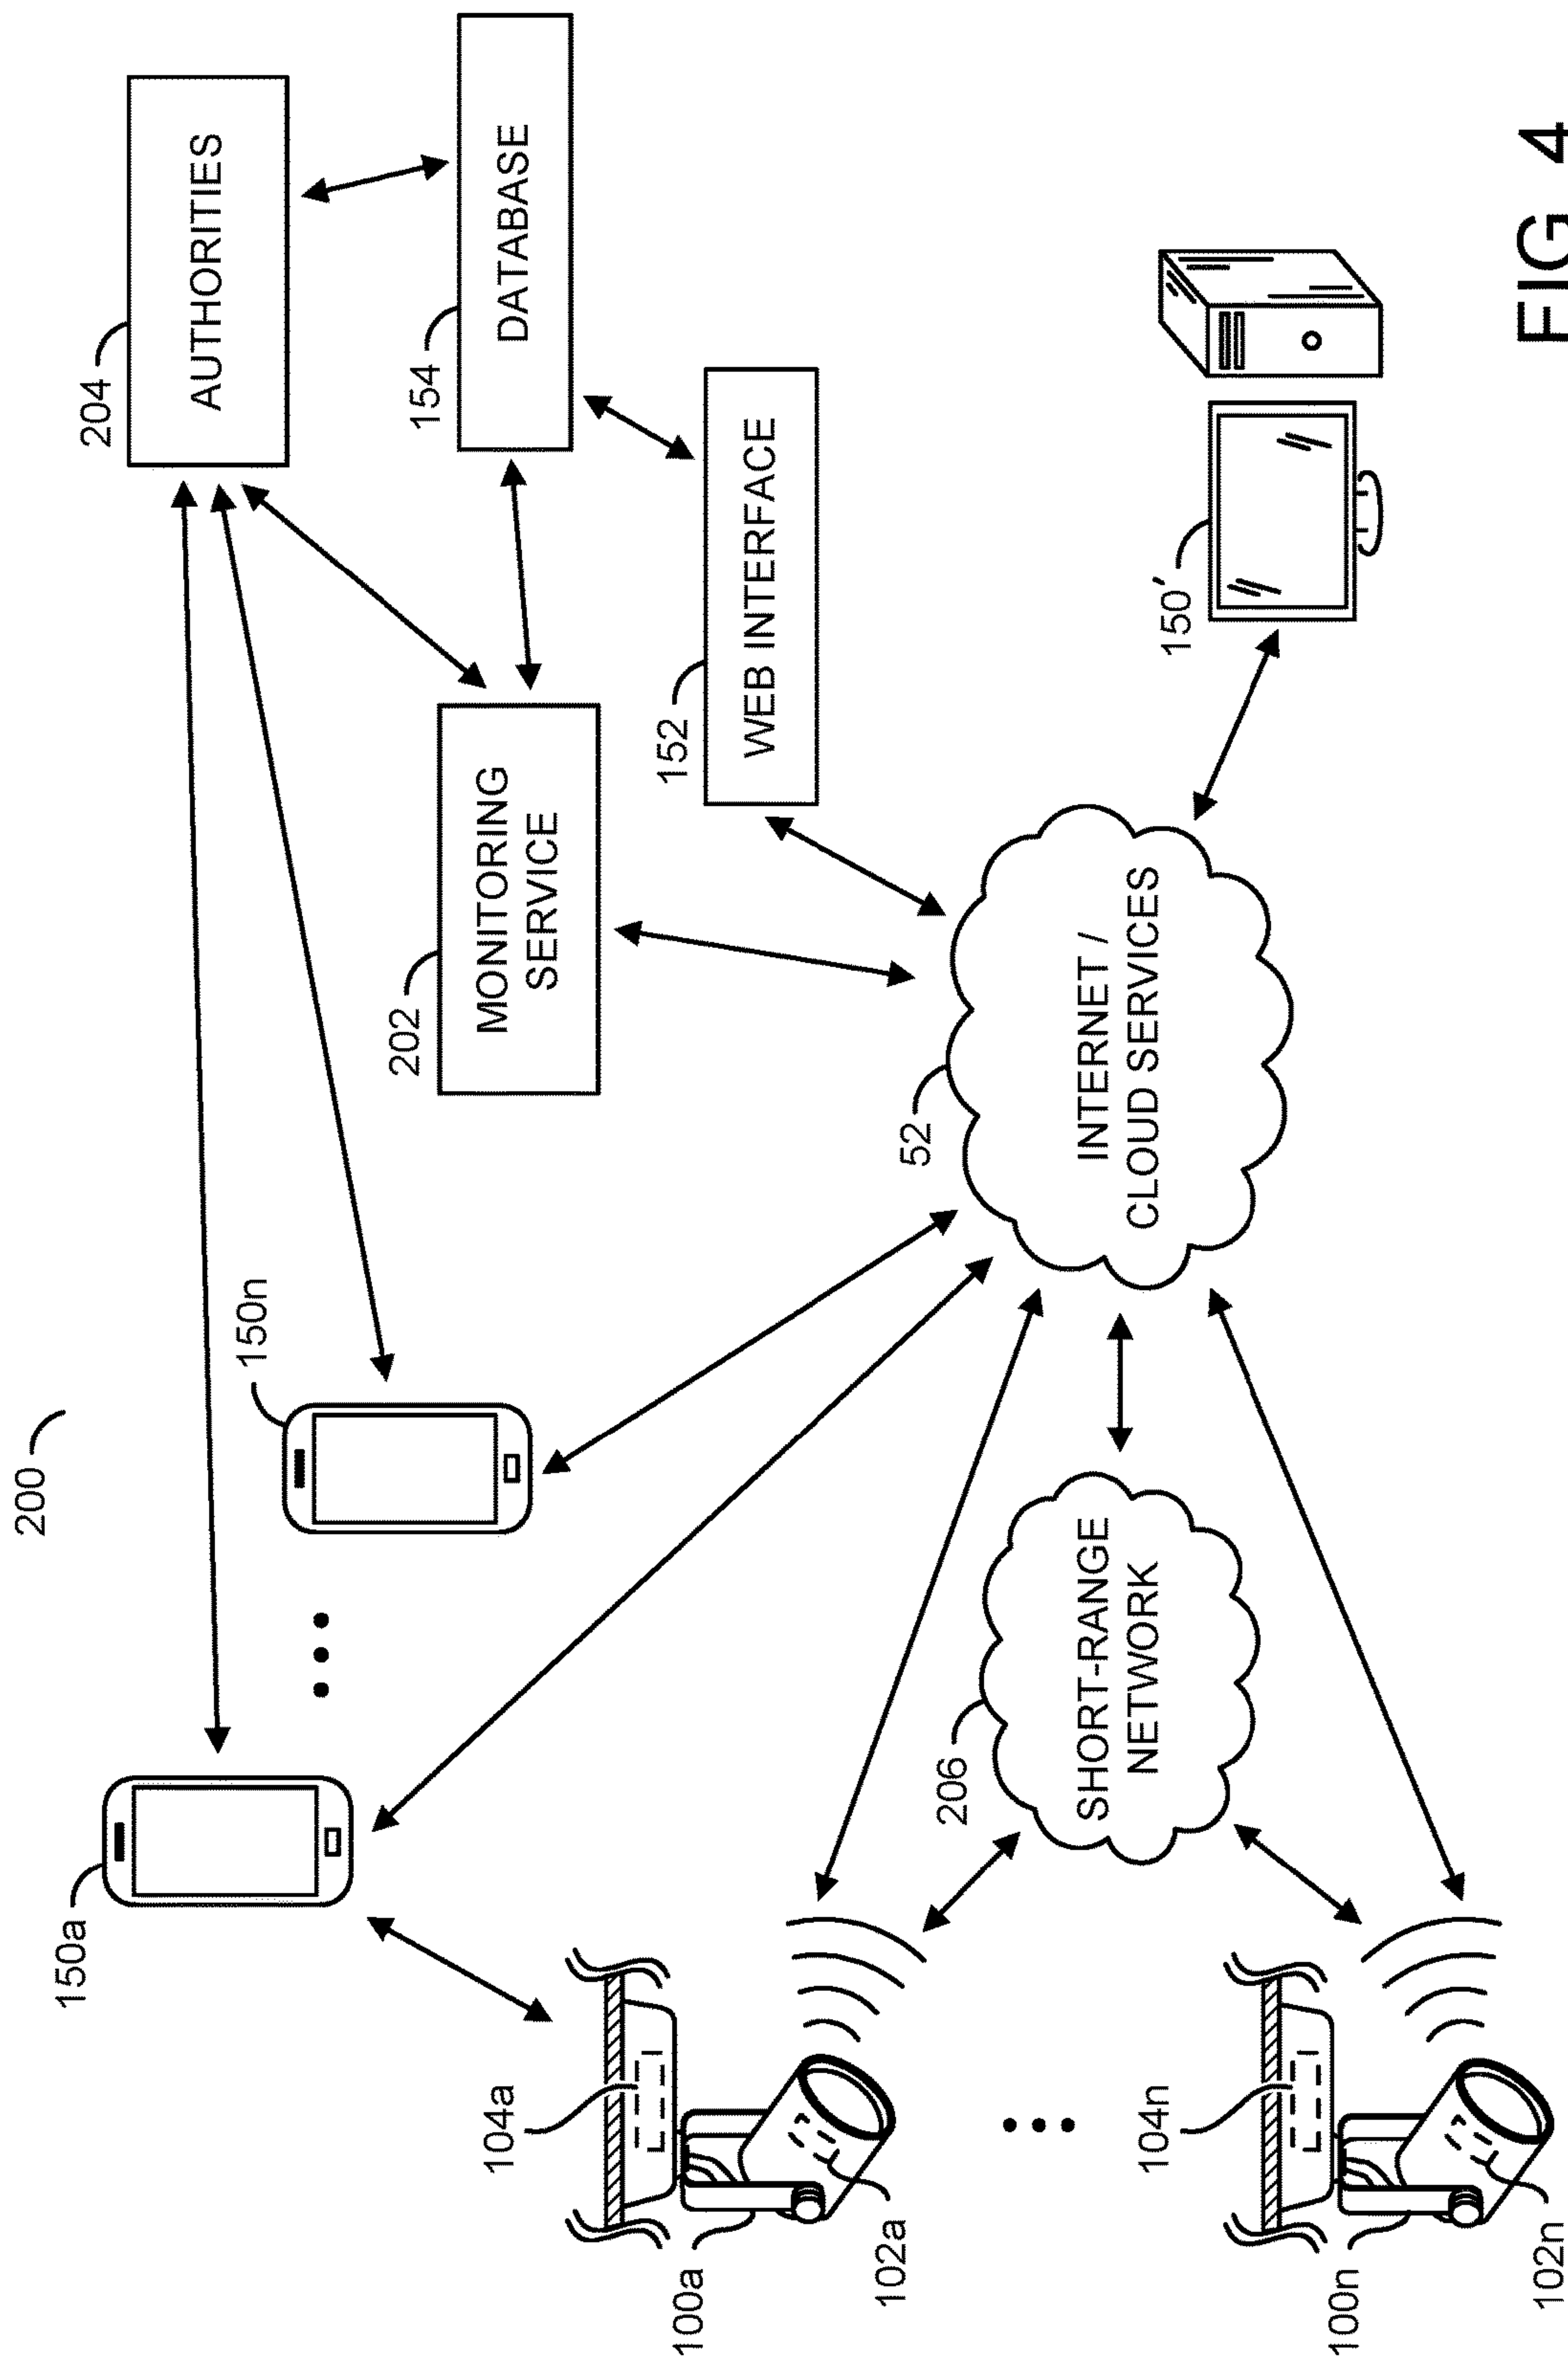 200
150a
150n
204
AUTHORITIES
154
DATABASE
202
MONITORING
SERVICE
152
WEB INTERFACE
104a
100a
102a
206
SHORT-RANGE
NETWORK
52
INTERNET /
CLOUD SERVICES
150'
104n
100n
102n
FIG 4